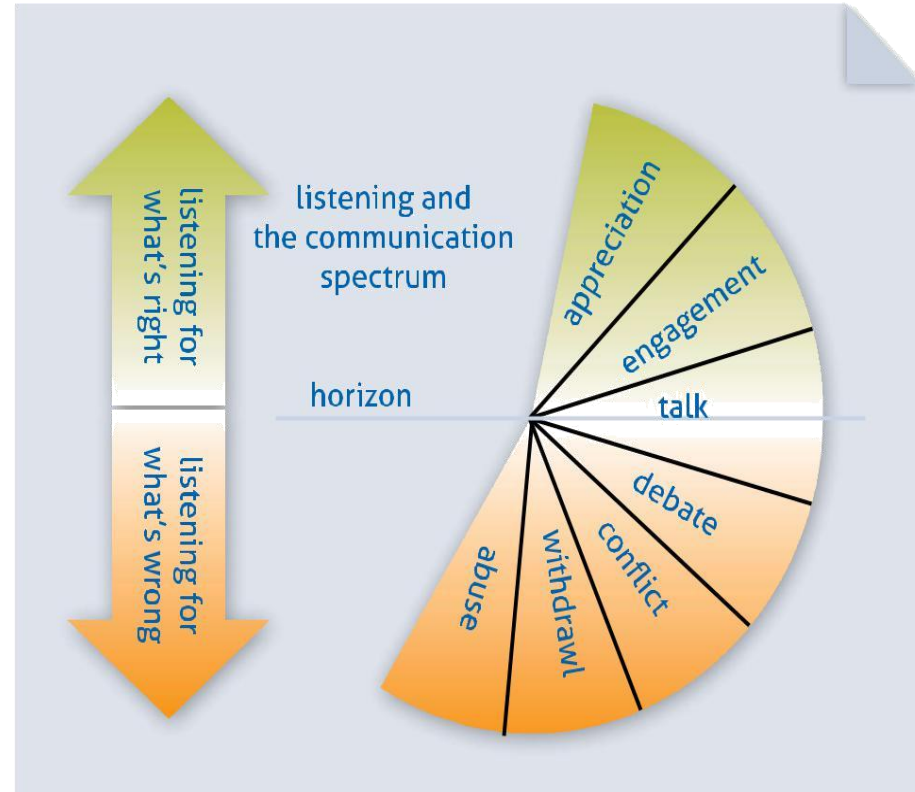 listening for
what's right
listening and
the communication
spectrum
horizon
listening for
what's wrong
appreciation
engagement
talk
debate
conflict
withdrawl
abuse